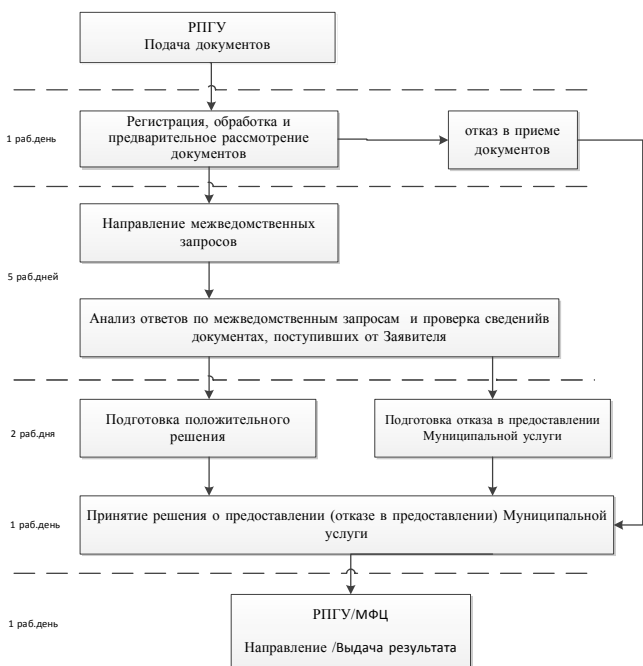 РПГУ
Подача документов
1 раб.день
Регистрация, обработка и
предварительное рассмотрение
документов
отказ в приеме
документов
Направление межведомственных
запросов
5 раб.дней
Анализ ответов по межведомственным запросам и проверка сведенийв
документах, поступивших от Заявителя
2 раб.дня
Подготовка положительного
решения
Подготовка отказа в предоставлении
Муниципальной услуги
1 раб.день
Принятие решения о предоставлении (отказе в предоставлении) Муниципальной
услуги
1 раб.день
РПГУ/МФЦ
Направление /Выдача результата